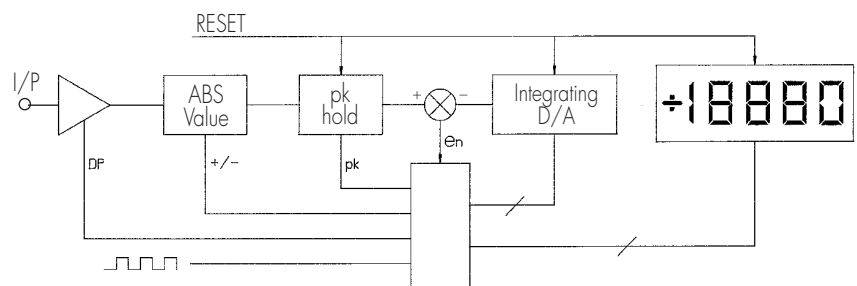 RESET
I/P
ABS
Value
pk
hold
+
−
Integrating
D/A
÷18880
DP
+/−
pk
en